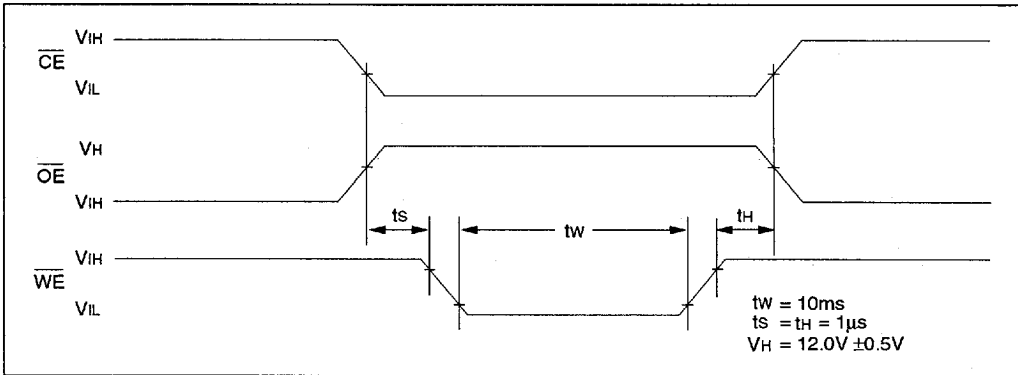 VIH
CE
VIL
VH
OE
VIH
tS
tW
tH
VIH
WE
VIL
tW = 10ms
tS = tH = 1µs
VH = 12.0V ±0.5V